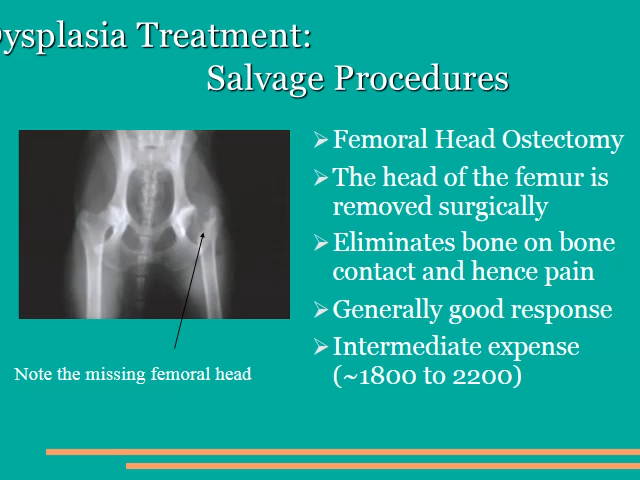 ysplasia Treatment:
Salvage Procedures
Femoral Head Ostectomy
The head of the femur is
removed surgically
Eliminates bone on bone
contact and hence pain
Generally good response
Intermediate expense
(~1800 to 2200)
Note the missing femoral head